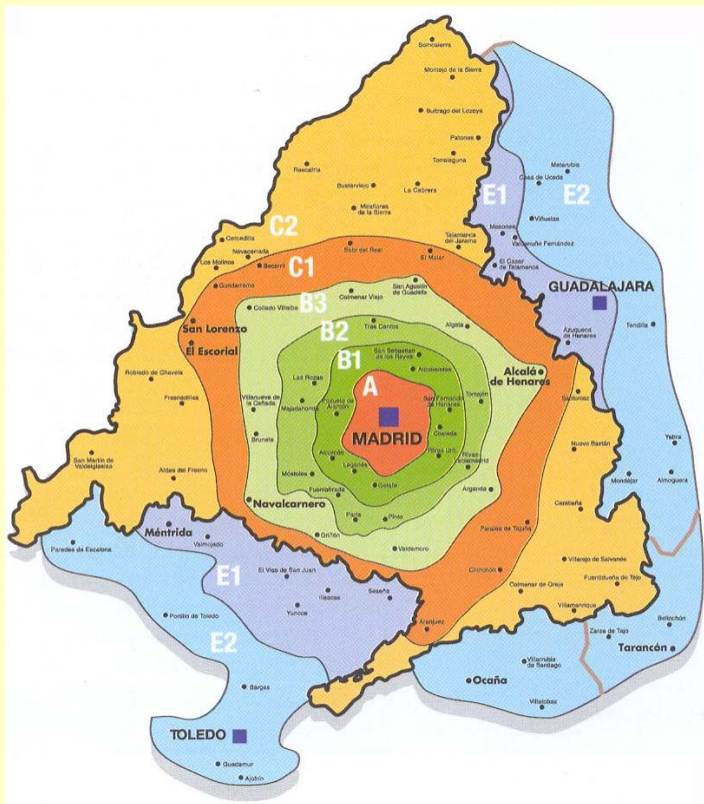 Somosierra
Montejo de la Sierra
Buitrago del Lozoya
Patones
Torrelaguna
Rascafría
Bustarviejo
La Cabrera
Miraflores
de la Sierra
E1
E2
Matarrubia
Casa de Uceda
Viñuelas
Mesones
Valdenuño Fernández
El Casar
de Talamanca
C2
Cercedilla
Navacerrada
Los Molinos
Becerril
Guadarrama
C1
Soto del Real
El Molar
Talamanca
del Jarama
San Agustín
de Guadalix
Colmenar Viejo
B3
Collado Villalba
GUADALAJARA
Azuqueca
de Henares
Tendilla
San Lorenzo
El Escorial
B2
Tres Cantos
Algete
B1
San Sebastián
de los Reyes
Alcobendas
Alcalá
de Henares
Robledo de Chavela
Fresnedillas
Las Rozas
A
Villanueva de
la Cañada
Majadahonda
Pozuelo de
Alarcón
San Fernando
de Henares
Torrejón
Santorcaz
MADRID
Coslada
Brunete
Nuevo Baztán
Yebra
San Martín de
Valdeiglesias
Aldea del Fresno
Alcorcón
Leganés
Rivas Urb.
Rivas-
Vaciamadrid
Móstoles
Fuenlabrada
Getafe
Arganda
Mondéjar
Almoguera
Navalcarnero
Parla
Pinto
Carabaña
Perales de Tajuña
Méntrida
Valmojado
Griñón
Valdemoro
Paredes de Escalona
E1
El Viso de San Juan
Illescas
Seseña
Yuncos
Chinchón
Villarejo de Salvanés
Colmenar de Oreja
Fuentidueña de Tajo
Villamanrique
Portillo de Toledo
E2
Aranjuez
Zarza de Tajo
Belinchón
Tarancón
Villarrubia
de Santiago
Ocaña
Villatobas
Bargas
TOLEDO
Guadamur
Ajofrín